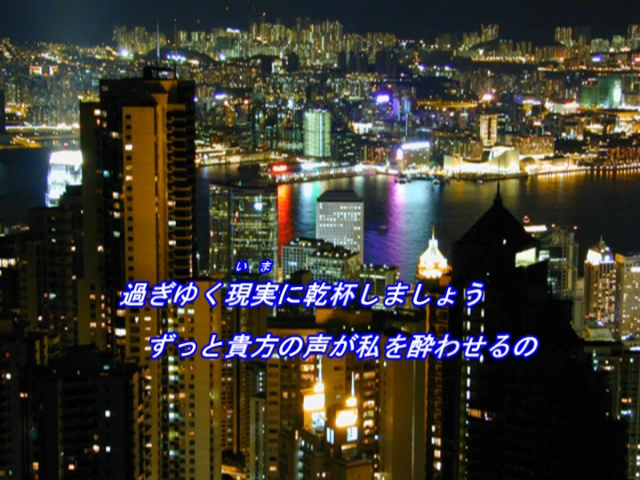 いま
過ぎゆく現実に乾杯しましょう
ずっと貴方の声が私を酔わせるの